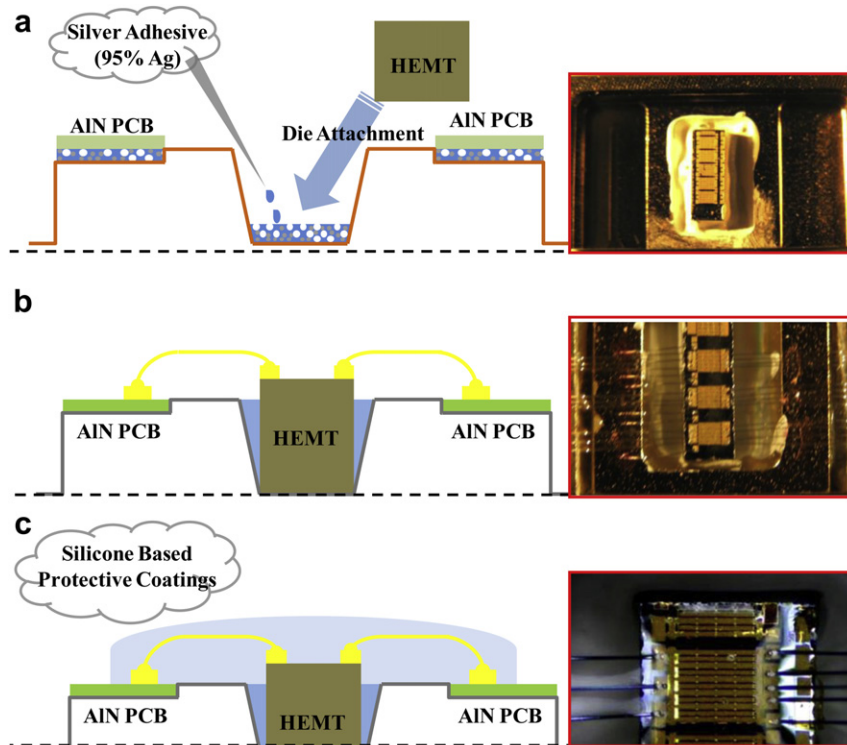 a
Silver Adhesive
(95% Ag)
HEMT
AlN PCB
Die Attachment
AlN PCB
b
HEMT
AlN PCB
AlN PCB
c
Silicone Based
Protective Coatings
AlN PCB
HEMT
AlN PCB